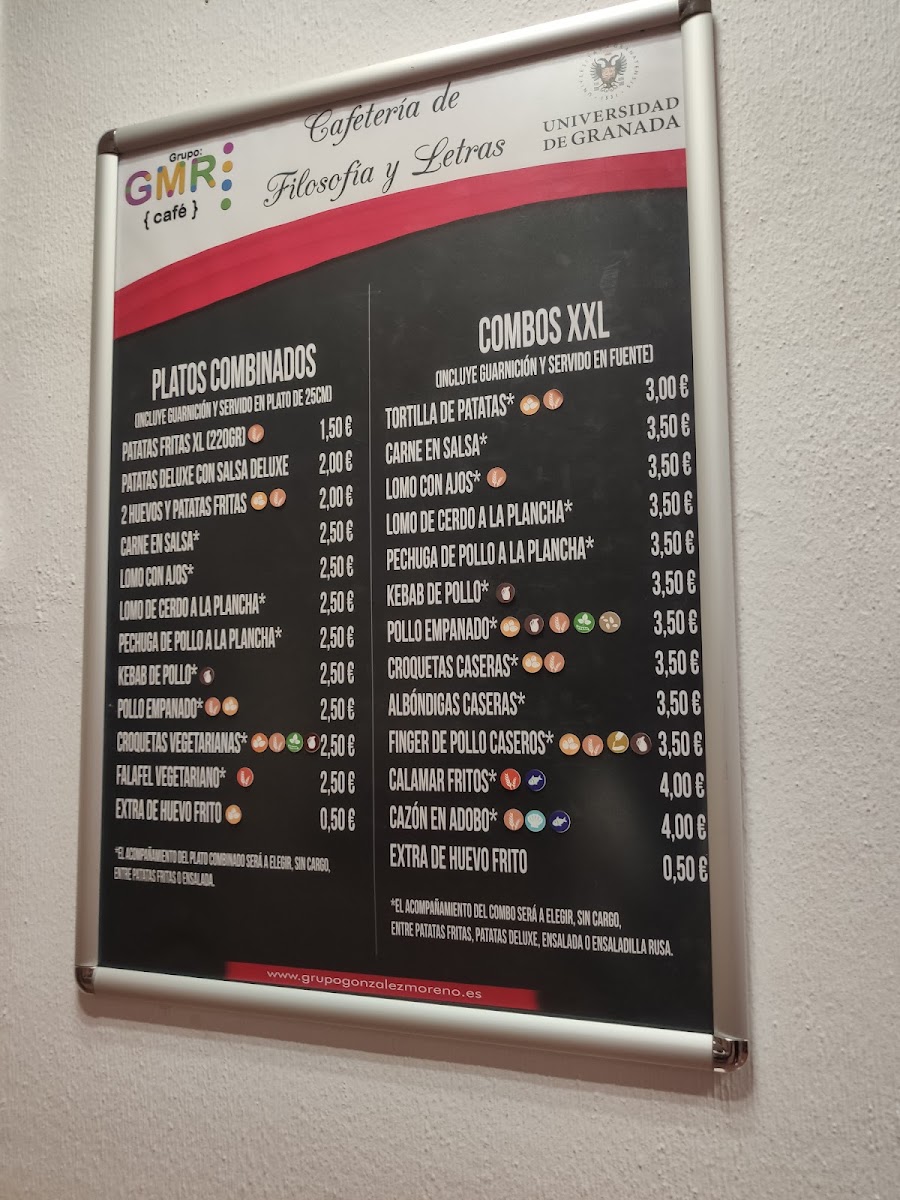 Grupo:
GMR
{ café }
Cafetería de
Filosofía y Letras
UNIVERSIDAD
DE GRANADA
PLATOS COMBINADOS
(INCLUYE GUARNICIÓN Y SERVIDO EN PLATO DE 25CM)
PATATAS FRITAS XL (220GR) 1,50 €
PATATAS DELUXE CON SALSA DELUXE 2,00 €
2 HUEVOS Y PATATAS FRITAS 2,00 €
CARNE EN SALSA* 2,50 €
LOMO CON AJOS* 2,50 €
LOMO DE CERDO A LA PLANCHA* 2,50 €
PECHUGA DE POLLO A LA PLANCHA* 2,50 €
KEBAB DE POLLO* 2,50 €
POLLO EMPANADO* 2,50 €
CROQUETAS VEGETARIANAS* 2,50 €
FALAFEL VEGETARIANO* 2,50 €
EXTRA DE HUEVO FRITO 0,50 €
*EL ACOMPAÑAMIENTO DEL PLATO COMBINADO SERÁ A ELEGIR, SIN CARGO,
ENTRE PATATAS FRITAS O ENSALADA.
COMBOS XXL
(INCLUYE GUARNICIÓN Y SERVIDO EN FUENTE)
TORTILLA DE PATATAS* 3,00 €
CARNE EN SALSA* 3,50 €
LOMO CON AJOS* 3,50 €
LOMO DE CERDO A LA PLANCHA* 3,50 €
PECHUGA DE POLLO A LA PLANCHA* 3,50 €
KEBAB DE POLLO* 3,50 €
POLLO EMPANADO* 3,50 €
CROQUETAS CASERAS* 3,50 €
ALBÓNDIGAS CASERAS* 3,50 €
FINGER DE POLLO CASEROS* 3,50 €
CALAMAR FRITOS* 4,00 €
CAZÓN EN ADOBO* 4,00 €
EXTRA DE HUEVO FRITO 0,50 €
*EL ACOMPAÑAMIENTO DEL COMBO SERÁ A ELEGIR, SIN CARGO,
ENTRE PATATAS FRITAS, PATATAS DELUXE, ENSALADA O ENSALADILLA RUSA.
www.grupogonzalezmoreno.es